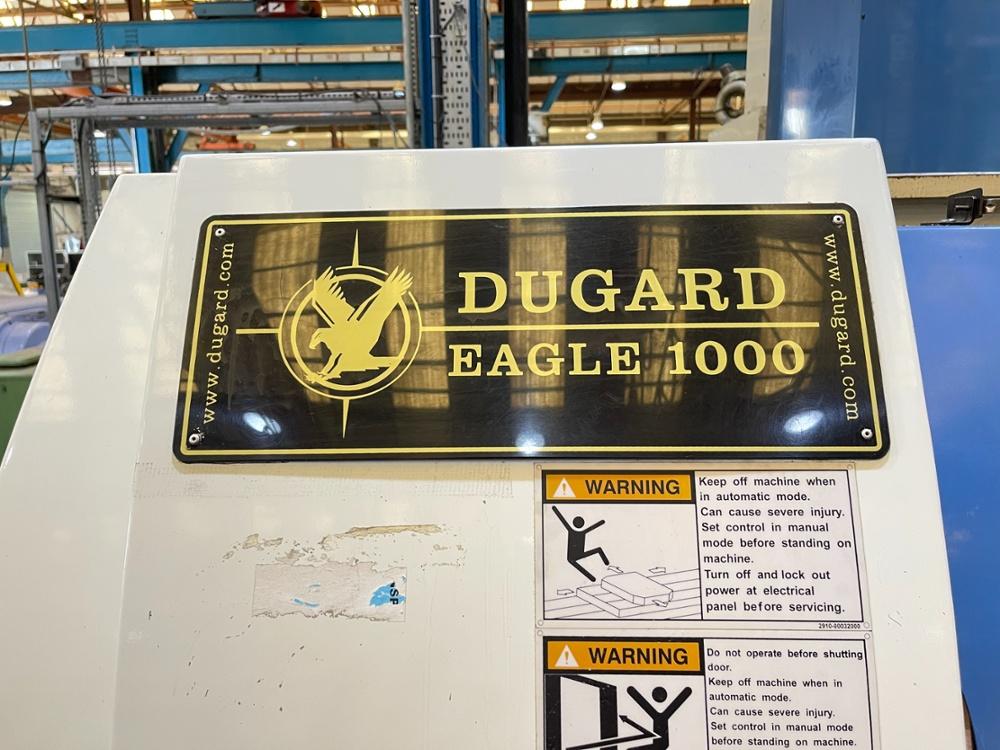 www.dugard.com
DUGARD
EAGLE 1000
www.dugard.com
WARNING
Keep off machine when
in automatic mode.
Can cause severe injury.
Set control in manual
mode before standing on
machine.
Turn off and lock out
power at electrical
panel before servicing.
2910-00032000
SP
WARNING
Do not operate before shutting
door.
Keep off machine when in
automatic mode.
Can cause severe injury.
Set control in manual mode
before standing on machine.